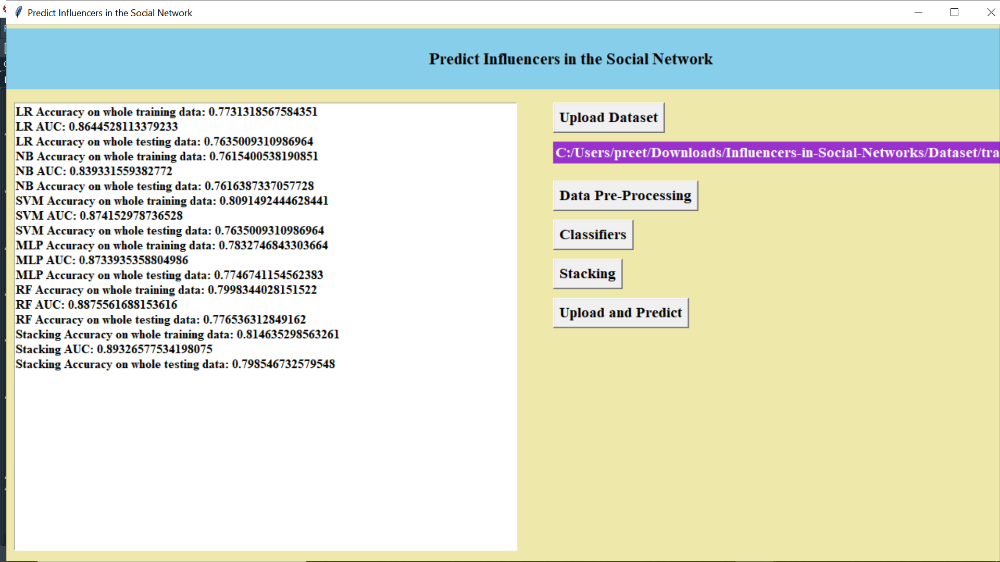 Predict Influencers in the Social Network
Predict Influencers in the Social Network
LR Accuracy on whole training data: 0.7731318567584351
LR AUC: 0.8644528113379233
LR Accuracy on whole testing data: 0.7635009310986964
NB Accuracy on whole training data: 0.7615400538190851
NB AUC: 0.839331559382772
NB Accuracy on whole testing data: 0.7616387337057728
SVM Accuracy on whole training data: 0.8091492444628441
SVM AUC: 0.874152978736528
SVM Accuracy on whole testing data: 0.7635009310986964
MLP Accuracy on whole training data: 0.7832746843303664
MLP AUC: 0.8733935358804986
MLP Accuracy on whole testing data: 0.7746741154562383
RF Accuracy on whole training data: 0.7998344028151522
RF AUC: 0.8875561688153616
RF Accuracy on whole testing data: 0.776536312849162
Stacking Accuracy on whole training data: 0.814635298563261
Stacking AUC: 0.89326577534198075
Stacking Accuracy on whole testing data: 0.798546732579548
Upload Dataset
C:/Users/preet/Downloads/Influencers-in-Social-Networks/Dataset/tra
Data Pre-Processing
Classifiers
Stacking
Upload and Predict